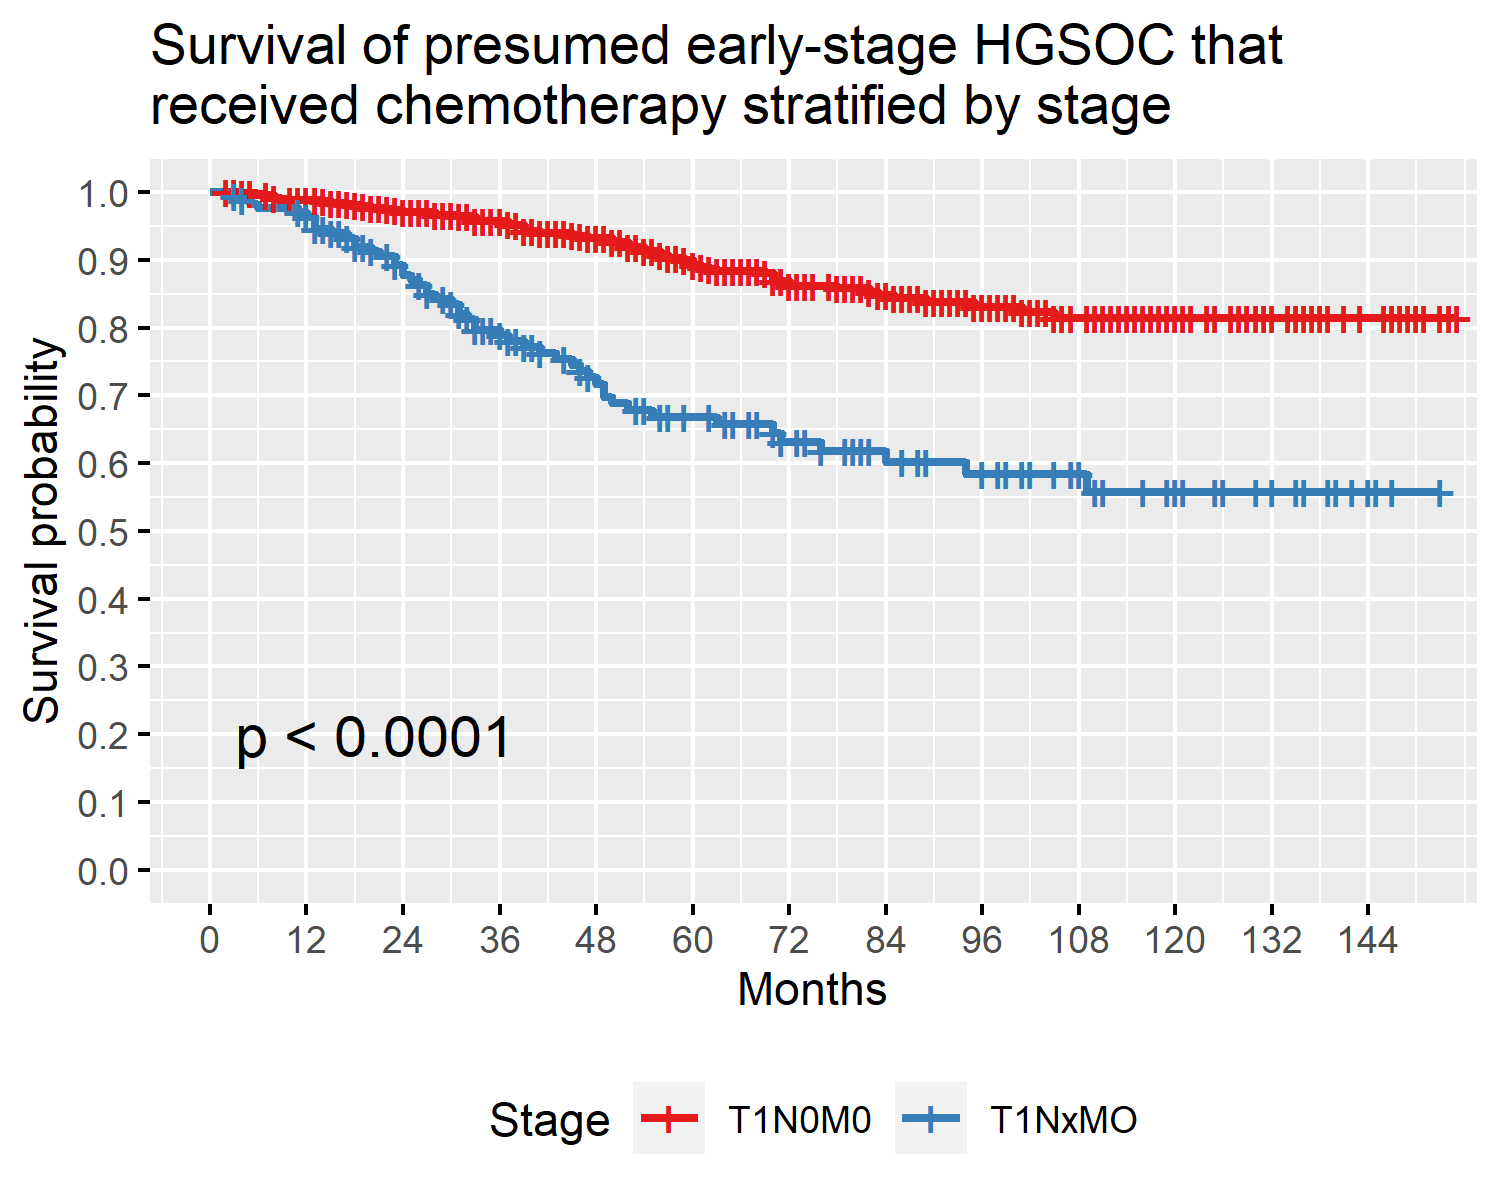 Survival of presumed early-stage HGSOC that
received chemotherapy stratified by stage
Survival probability
1.0
0.9
0.8
0.7
0.6
0.5
0.4
0.3
0.2
0.1
0.0
p < 0.0001
0 12 24 36 48 60 72 84 96 108 120 132 144
Months
Stage T1N0M0 T1NxMO